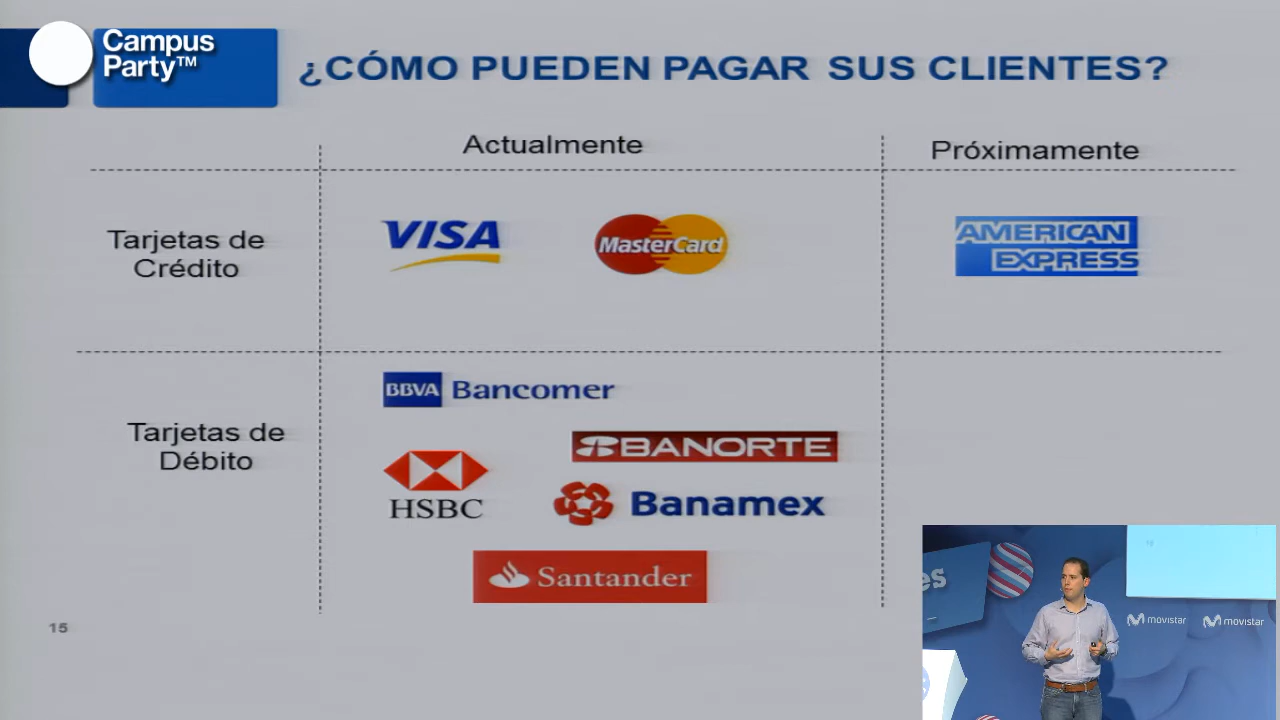 Campus
Party™
¿CÓMO PUEDEN PAGAR SUS CLIENTES?
Actualmente
Próximamente
Tarjetas de
Crédito
VISA
MasterCard
AMERICAN
EXPRESS
Tarjetas de
Débito
BBVA Bancomer
BANORTE
HSBC
Banamex
Santander
15
es
movistar
movistar